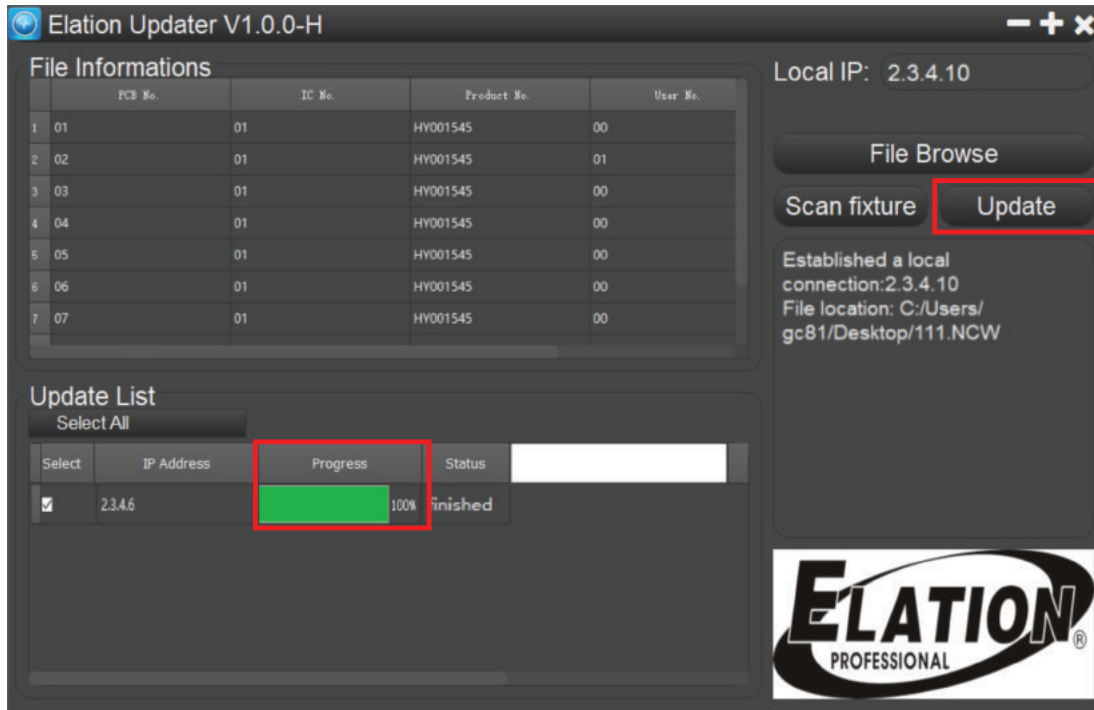 Elation Updater V1.0.0-H
File Informations
PCB No. IC No. Product No. User No.
1 01 01 HY001545 00
2 02 01 HY001545 01
3 03 01 HY001545 00
4 04 01 HY001545 00
5 05 01 HY001545 00
6 06 01 HY001545 00
7 07 01 HY001545 00
Update List
Select All
Select IP Address Progress Status
2.3.4.6 100% finished
Local IP: 2.3.4.10
File Browse
Scan fixture Update
Established a local
connection:2.3.4.10
File location: C:/Users/
gc81/Desktop/111.NCW
ELATION®
PROFESSIONAL